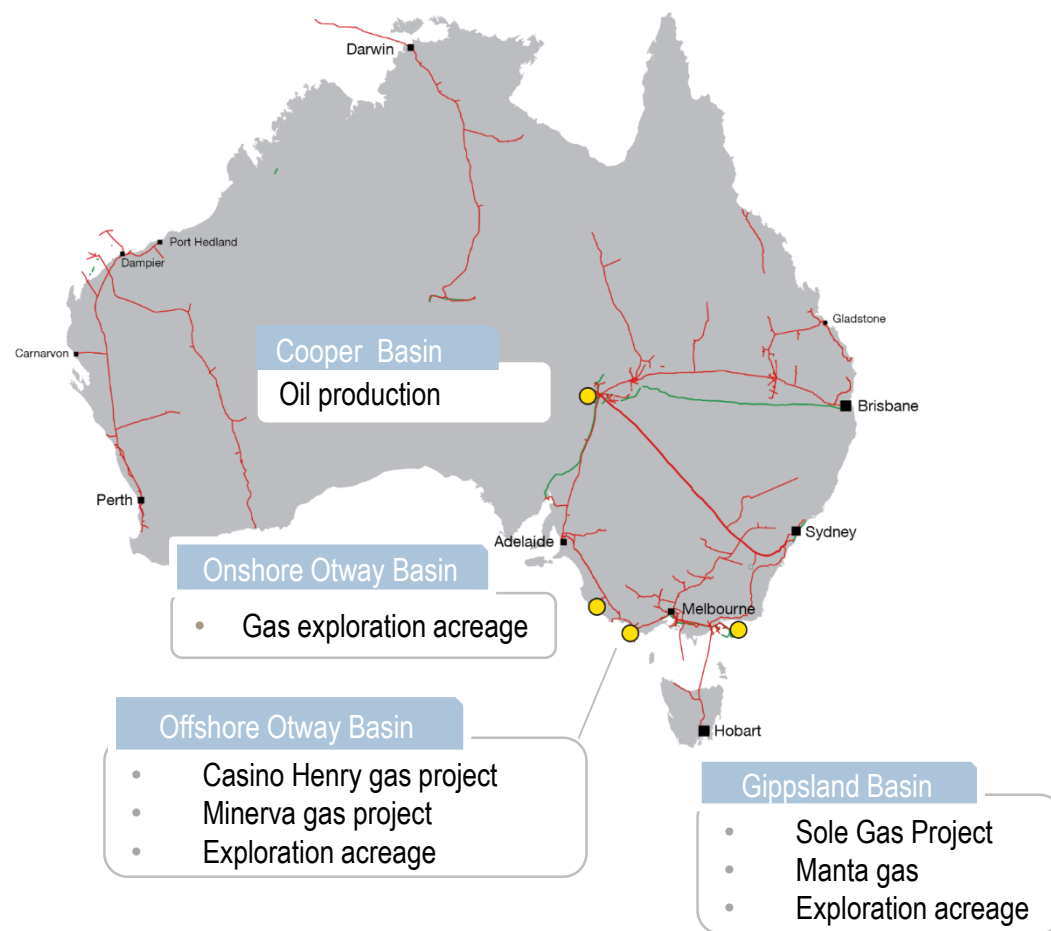 Darwin
Port Hedland
Dampier
Gladstone
Carnarvon
Cooper  Basin
Oil production
Brisbane
Perth
Sydney
Adelaide
Onshore Otway Basin
• Gas exploration acreage
Melbourne
Offshore Otway Basin
• Casino Henry gas project
• Minerva gas project
• Exploration acreage
Hobart
Gippsland Basin
• Sole Gas Project
• Manta gas
• Exploration acreage